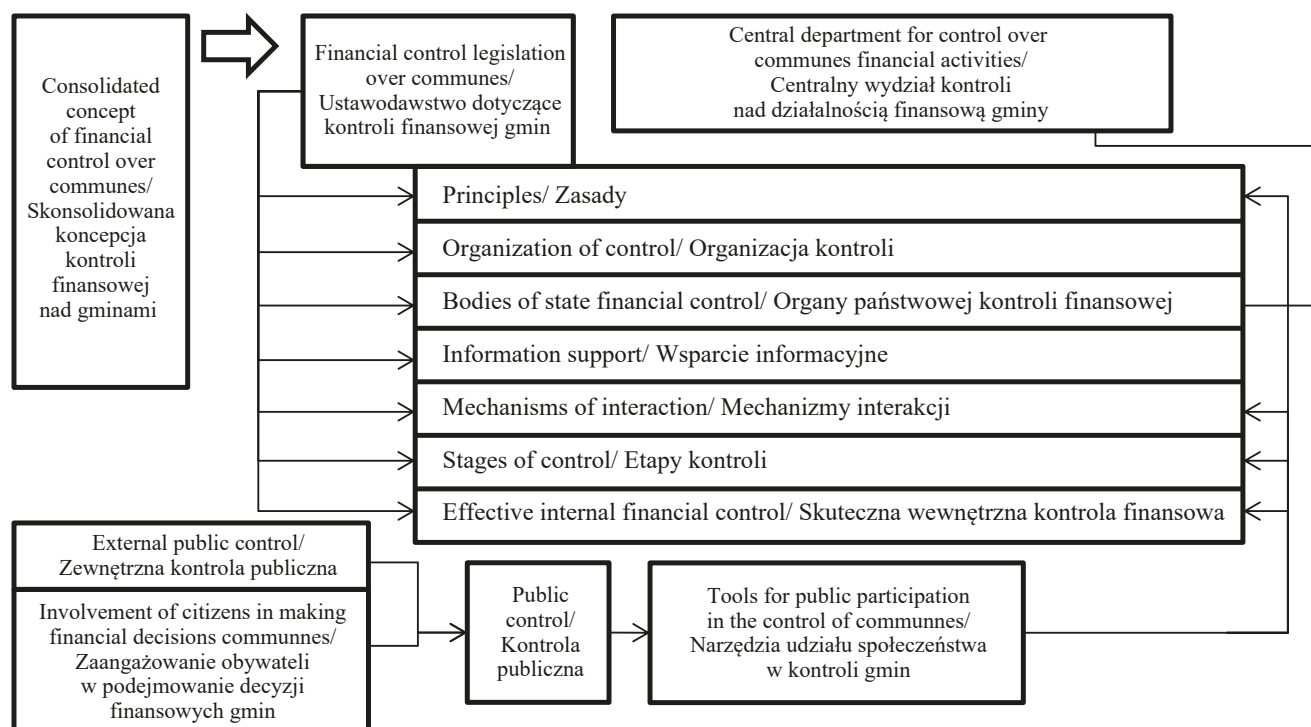 Consolidated
concept
of financial
control over
communes/
Skonsolidowana
koncepcja
kontroli
finansowej
nad gminami
Financial control legislation
over communes/
Ustawodawstwo dotyczące
kontroli finansowej gmin
Central department for control over
communes financial activities/
Centralny wydział kontroli
nad działalnością finansową gminy
Principles/ Zasady
Organization of control/ Organizacja kontroli
Bodies of state financial control/ Organy państwowej kontroli finansowej
Information support/ Wsparcie informacyjne
Mechanisms of interaction/ Mechanizmy interakcji
Stages of control/ Etapy kontroli
Effective internal financial control/ Skuteczna wewnętrzna kontrola finansowa
External public control/
Zewnętrzna kontrola publiczna
Involvement of citizens in making
financial decisions communnes/
Zaangażowanie obywateli
w podejmowanie decyzji
finansowych gmin
Public
control/
Kontrola
publiczna
Tools for public participation
in the control of communnes/
Narzędzia udziału społeczeństwa
w kontroli gmin